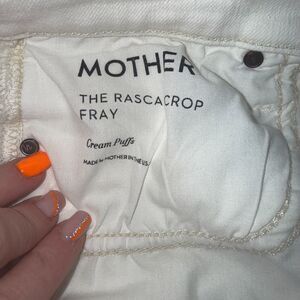 MOTHER
THE RASCACROP
FRAY
Cream Puffs
MADE by MOTHER IN THE USA